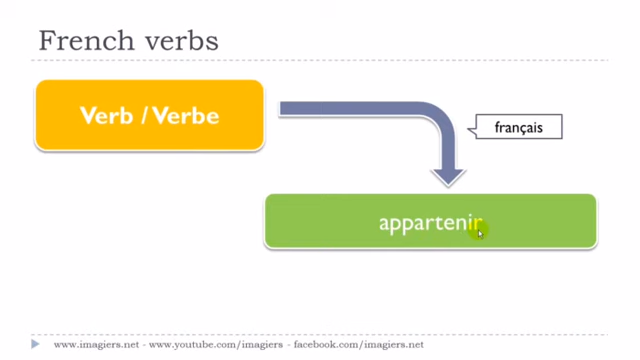 French verbs
Verb / Verbe
français
appartenir
www.imagiers.net - www.youtube.com/imagiers - facebook.com/imagiers.net